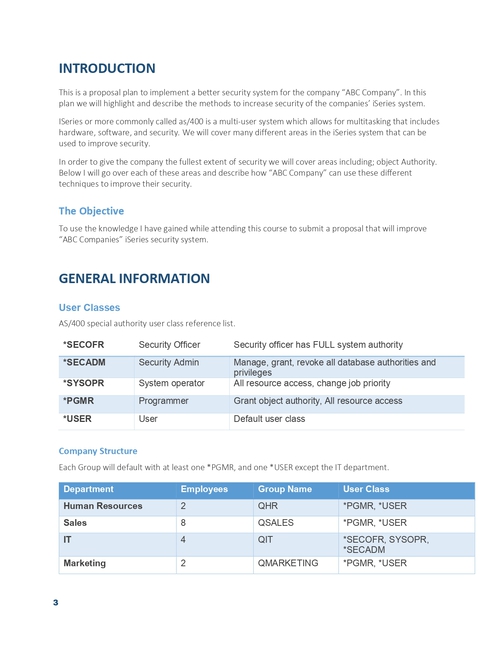 INTRODUCTION
This is a proposal plan to implement a better security system for the company “ABC Company”. In this
plan we will highlight and describe the methods to increase security of the companies’ iSeries system.
ISeries or more commonly called as/400 is a multi-user system which allows for multitasking that includes
hardware, software, and security. We will cover many different areas in the iSeries system that can be
used to improve security.
In order to give the company the fullest extent of security we will cover areas including; object Authority.
Below I will go over each of these areas and describe how “ABC Company” can use these different
techniques to improve their security.
The Objective
To use the knowledge I have gained while attending this course to submit a proposal that will improve
“ABC Companies” iSeries security system.
GENERAL INFORMATION
User Classes
AS/400 special authority user class reference list.
*SECOFR Security Officer Security officer has FULL system authority
*SECADM Security Admin Manage, grant, revoke all database authorities and
privileges
*SYSOPR System operator All resource access, change job priority
*PGMR Programmer Grant object authority, All resource access
*USER User Default user class
Company Structure
Each Group will default with at least one *PGMR, and one *USER except the IT department.
Department Employees Group Name User Class
Human Resources 2 QHR *PGMR, *USER
Sales 8 QSALES *PGMR, *USER
IT 4 QIT *SECOFR, SYSOPR,
*SECADM
Marketing 2 QMARKETING *PGMR, *USER
3